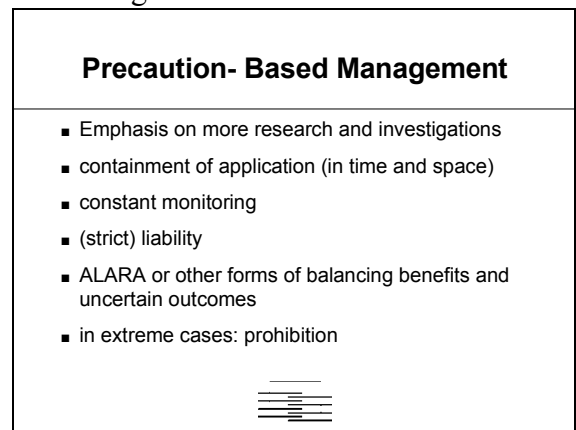 Precaution- Based Management
▪ Emphasis on more research and investigations
▪ containment of application (in time and space)
▪ constant monitoring
▪ (strict) liability
▪ ALARA or other forms of balancing benefits and
uncertain outcomes
▪ in extreme cases: prohibition